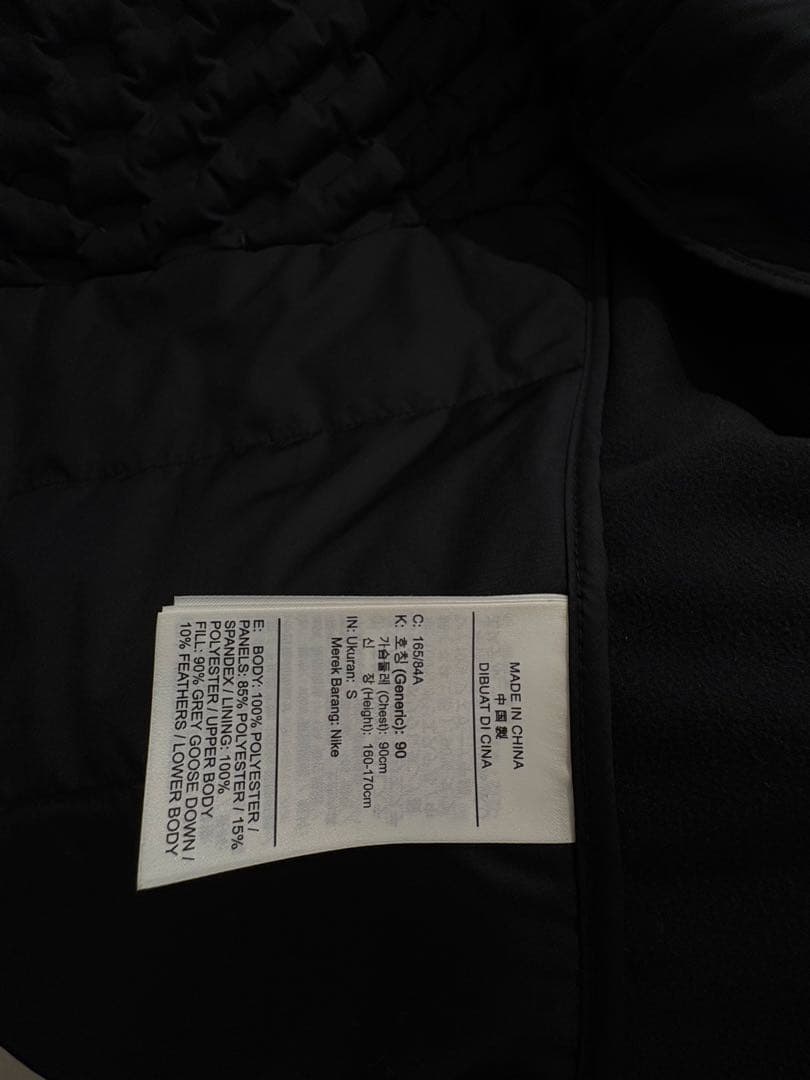 MADE IN CHINA
中国製
DIBUAT DI CINA
C: 165/84A
K: 호칭 (Generic): 90
가슴둘레 (Chest): 90cm
신 장 (Height): 160-170cm
IN: Ukuran: S
Merek Barang: Nike
E: BODY: 100% POLYESTER /
PANELS: 85% POLYESTER / 15%
SPANDEX / LINING: 100%
POLYESTER / UPPER BODY
FILL: 90% GREY GOOSE DOWN /
10% FEATHERS / LOWER BODY